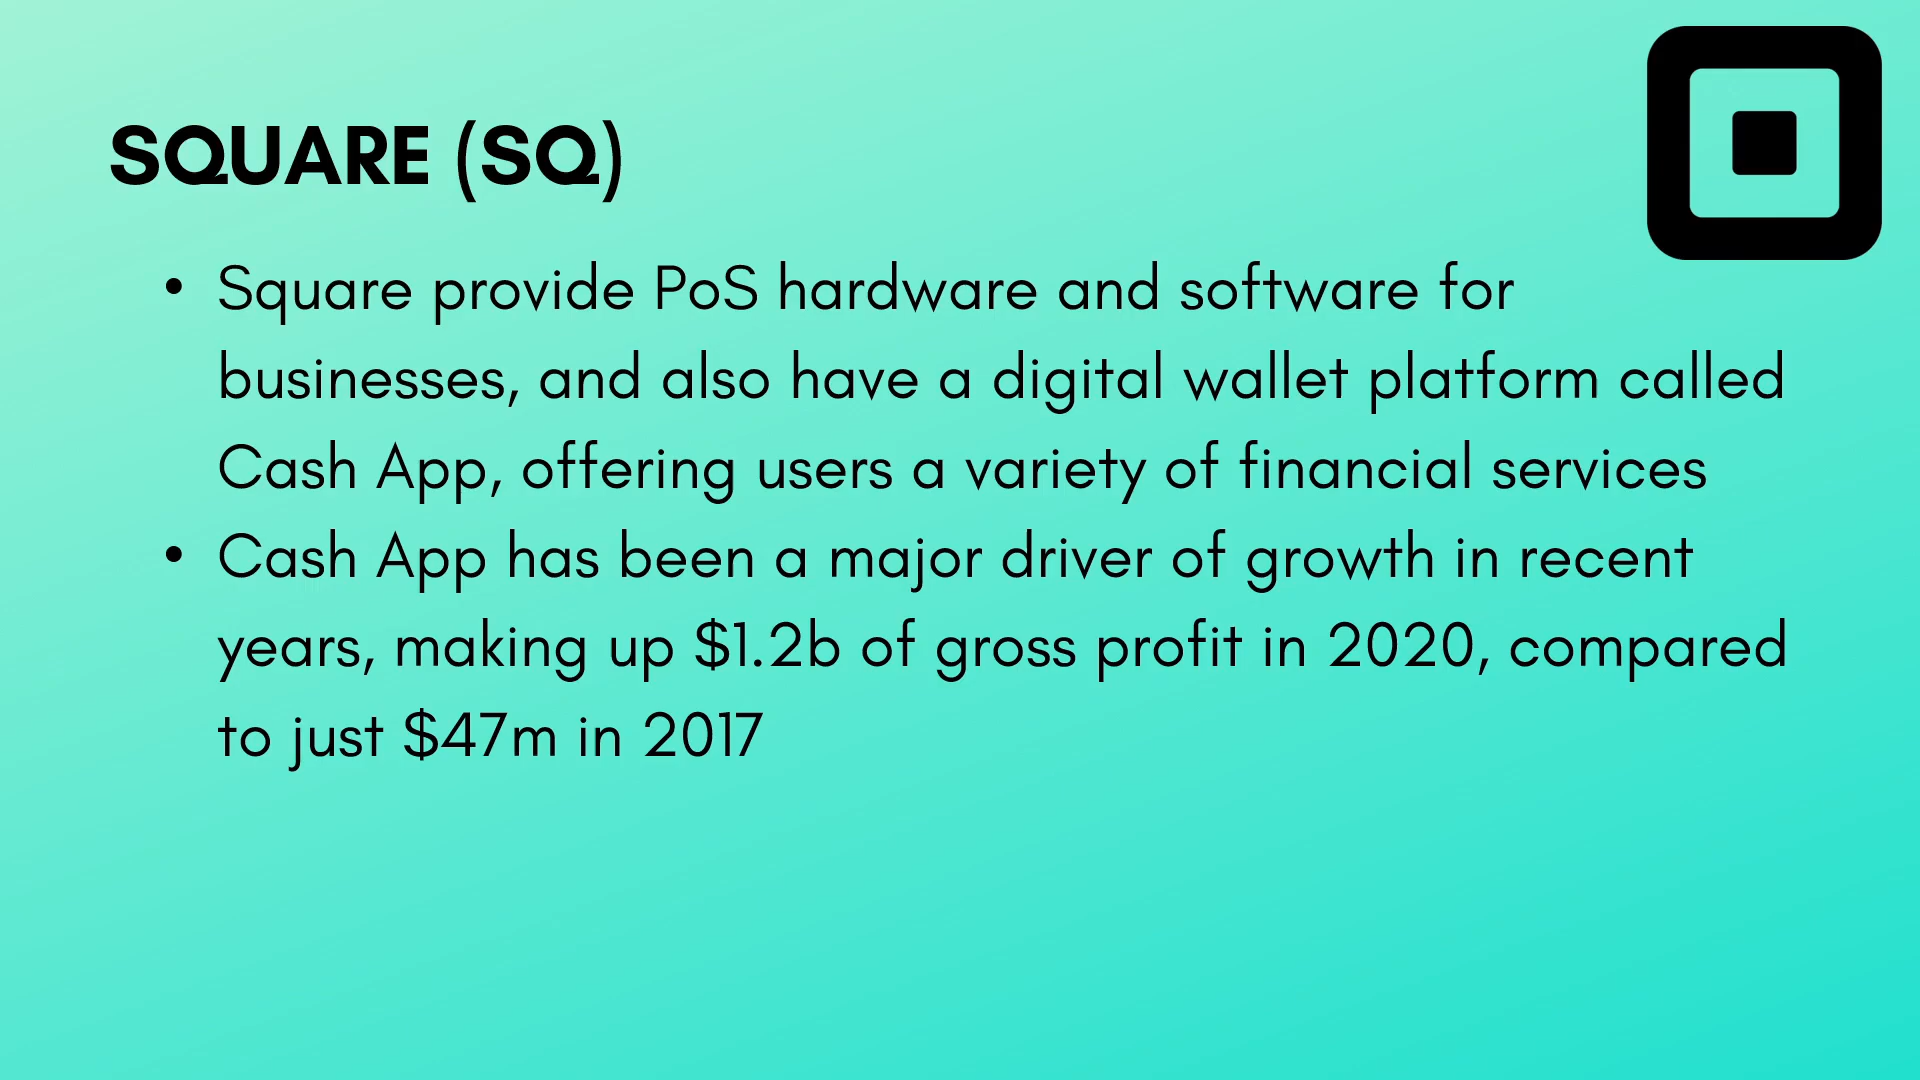 SQUARE (SQ)
• Square provide PoS hardware and software for
businesses, and also have a digital wallet platform called
Cash App, offering users a variety of financial services
• Cash App has been a major driver of growth in recent
years, making up $1.2b of gross profit in 2020, compared
to just $47m in 2017